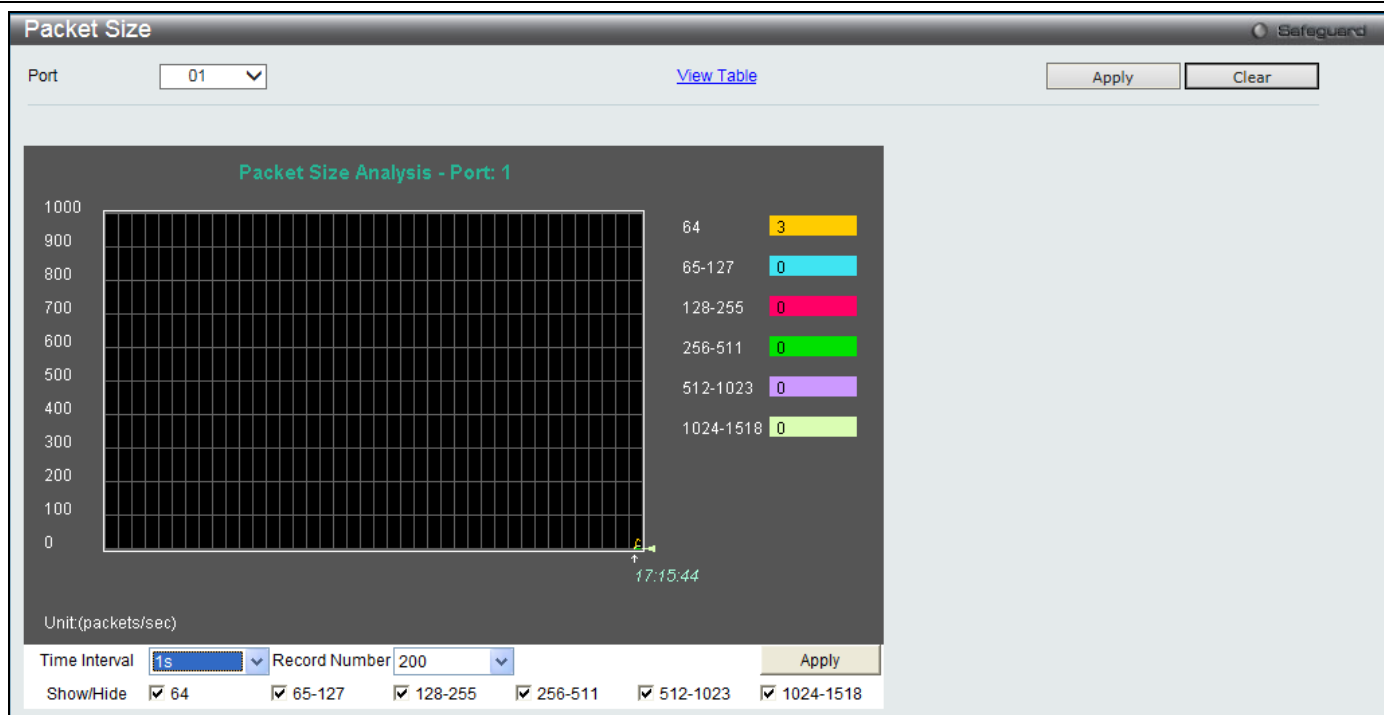 Packet Size
Safeguard
Port 01 View Table Apply Clear
Packet Size Analysis - Port: 1
1000
900
800
700
600
500
400
300
200
100
0
64 3
65-127 0
128-255 0
256-511 0
512-1023 0
1024-1518 0
17:15:44
Unit:(packets/sec)
Time Interval 1s Record Number 200 Apply
Show/Hide 64 65-127 128-255 256-511 512-1023 1024-1518